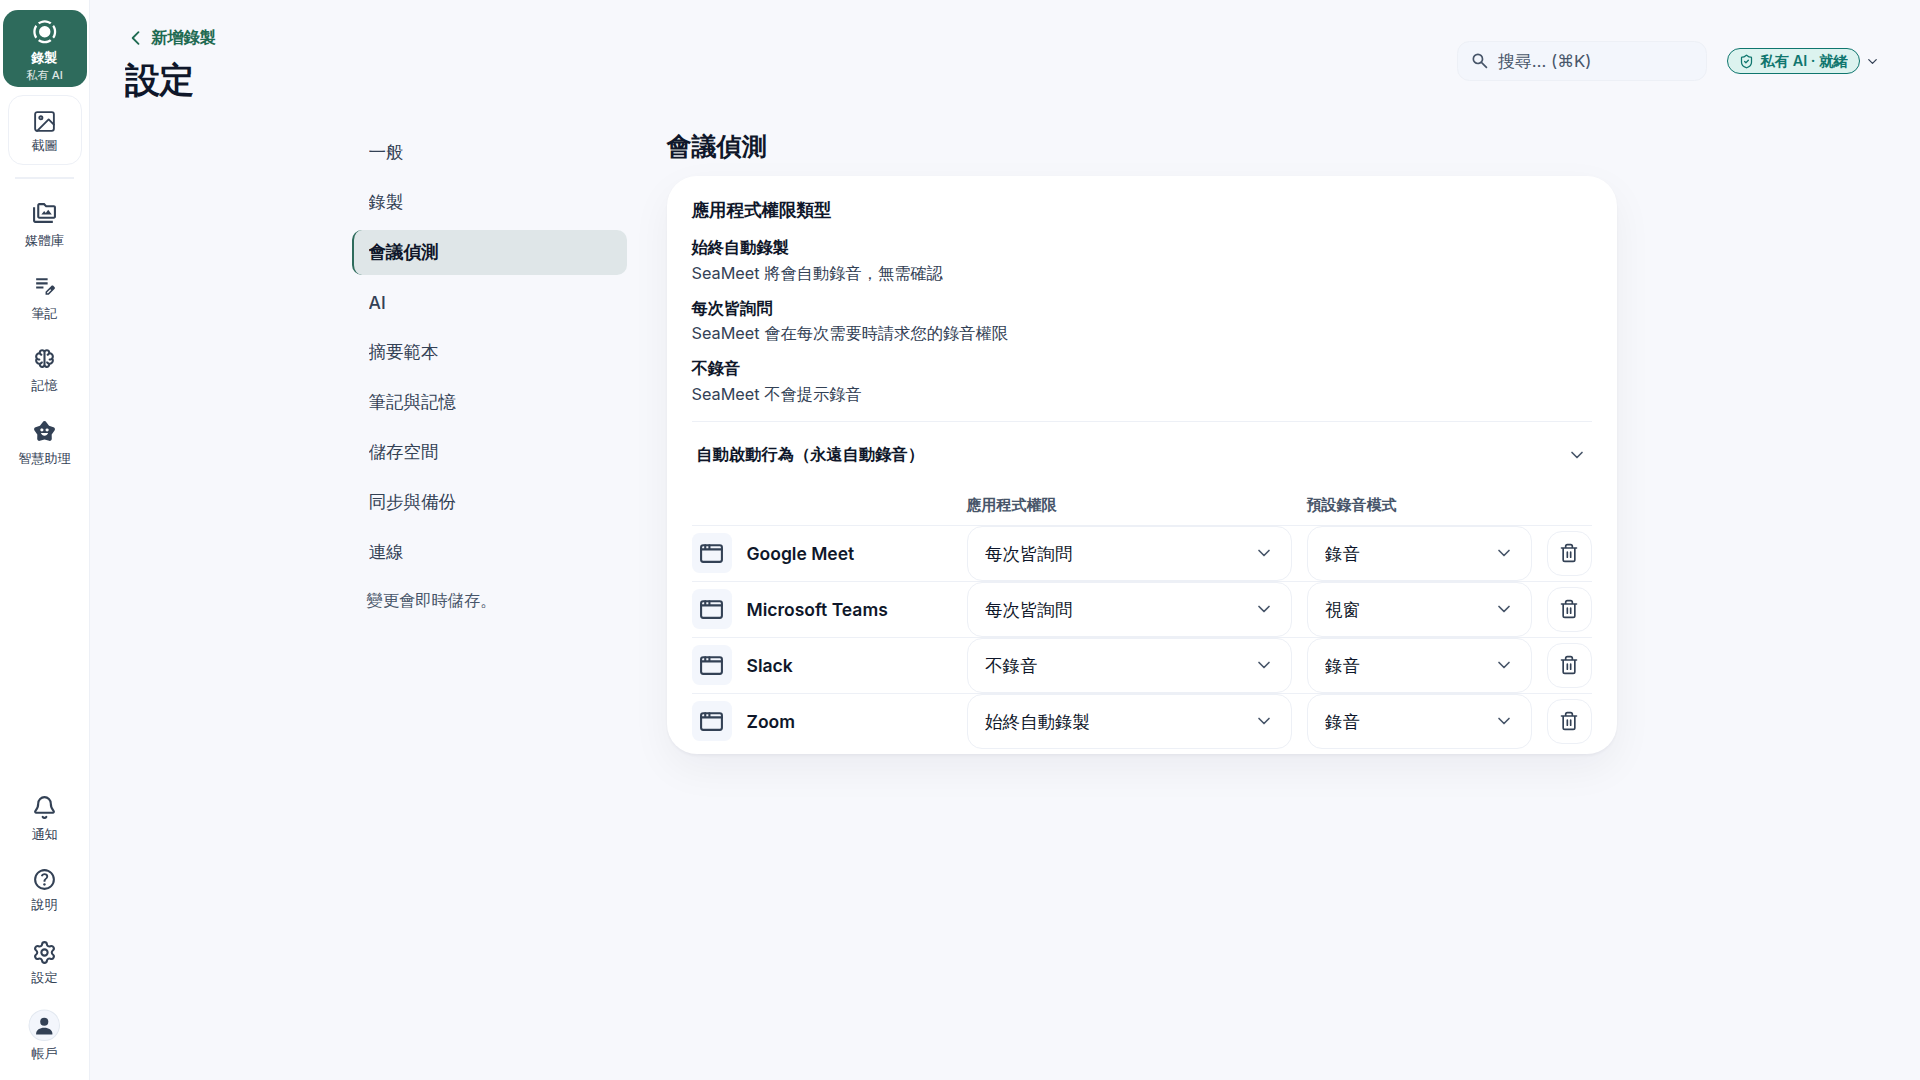 錄製
私有 AI
截圖
媒體庫
筆記
記憶
智慧助理
通知
說明
設定
帳戶
新增錄製
設定
搜尋... (⌘K)
私有 AI · 就緒
一般
錄製
會議偵測
AI
摘要範本
筆記與記憶
儲存空間
同步與備份
連線
變更會即時儲存。
會議偵測
應用程式權限類型
始終自動錄製
SeaMeet 將會自動錄音，無需確認
每次皆詢問
SeaMeet 會在每次需要時請求您的錄音權限
不錄音
SeaMeet 不會提示錄音
自動啟動行為（永遠自動錄音）
應用程式權限 預設錄音模式
Google Meet 每次皆詢問 錄音
Microsoft Teams 每次皆詢問 視窗
Slack 不錄音 錄音
Zoom 始終自動錄製 錄音